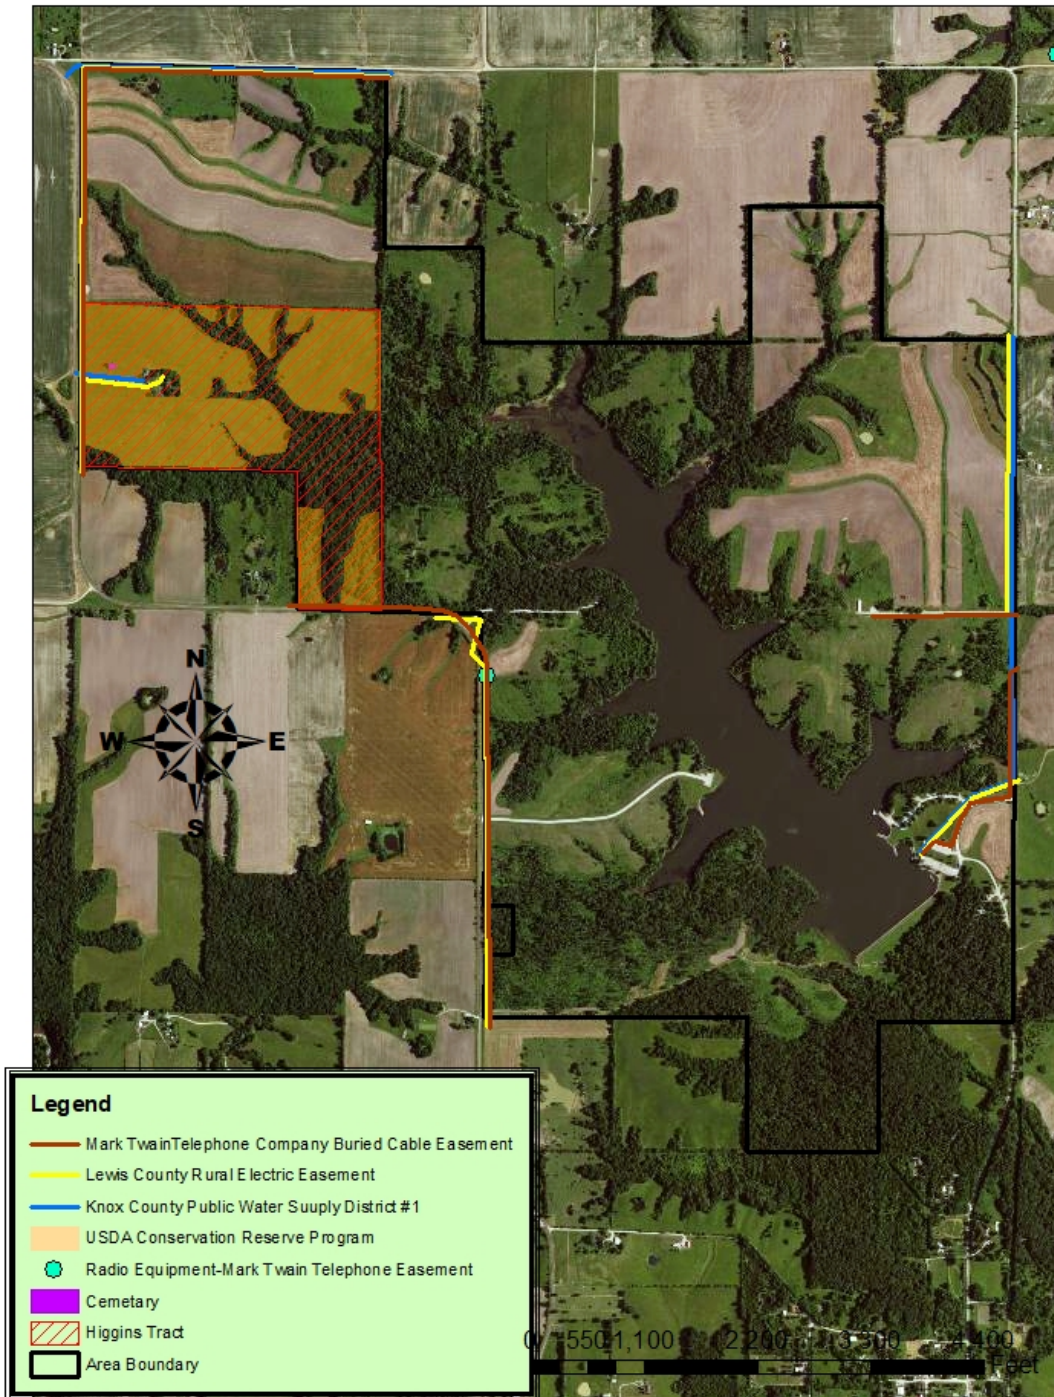 N
W E
S
Legend
Mark TwainTelephone Company Buried Cable Easement
Lewis County Rural Electric Easement
Knox County Public Water Suuply District #1
USDA Conservation Reserve Program
Radio Equipment-Mark Twain Telephone Easement
Cemetary
Higgins Tract
Area Boundary
0 550 1,100 2,200 3,300 4,400
Feet